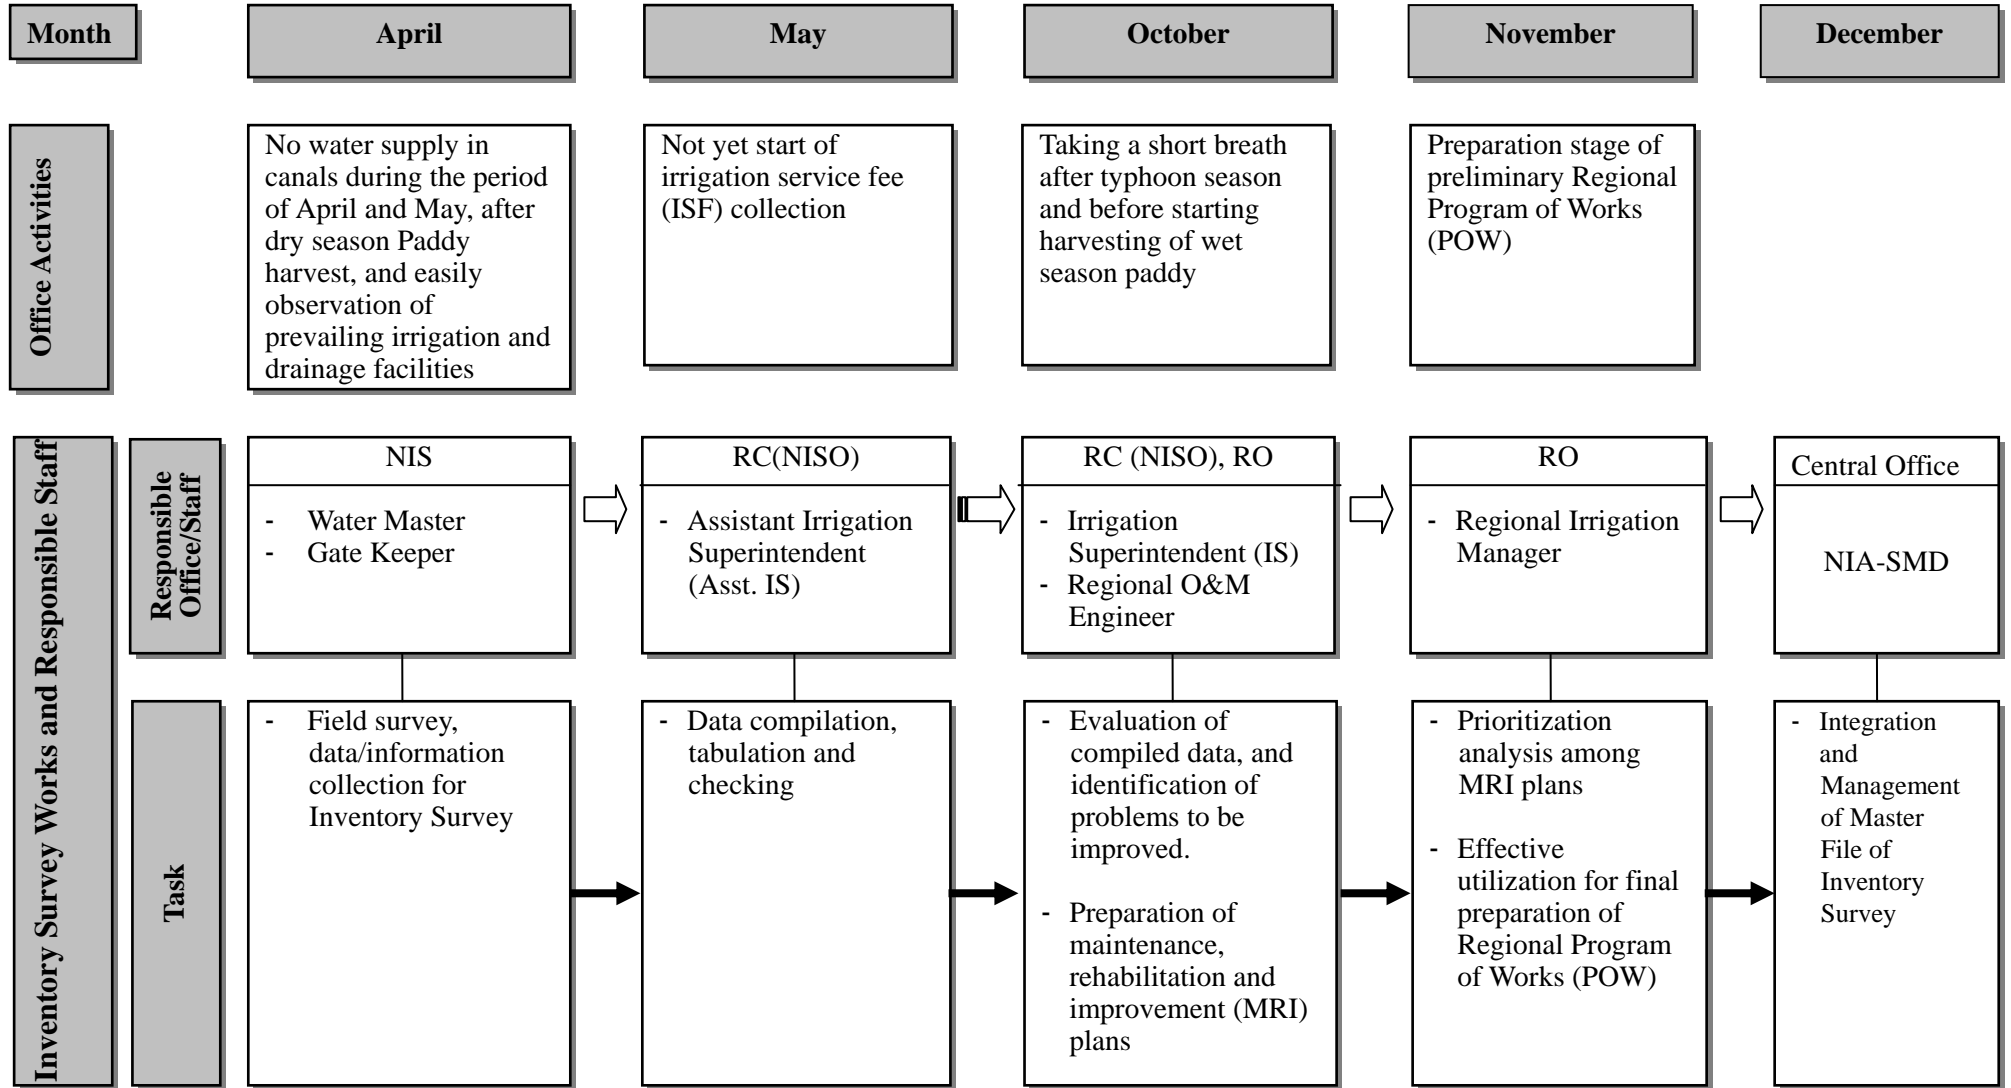 Month
April
May
October
November
December
Office Activities
No water supply in
canals during the period
of April and May, after
dry season Paddy
harvest, and easily
observation of
prevailing irrigation and
drainage facilities
Not yet start of
irrigation service fee
(ISF) collection
Taking a short breath
after typhoon season
and before starting
harvesting of wet
season paddy
Preparation stage of
preliminary Regional
Program of Works
(POW)
Inventory Survey Works and Responsible Staff
Responsible
Office/Staff
NIS
- Water Master
- Gate Keeper
RC(NISO)
- Assistant Irrigation
Superintendent
(Asst. IS)
RC (NISO), RO
- Irrigation
Superintendent (IS)
- Regional O&M
Engineer
RO
- Regional Irrigation
Manager
Central Office
NIA-SMD
Task
- Field survey,
data/information
collection for
Inventory Survey
- Data compilation,
tabulation and
checking
- Evaluation of
compiled data, and
identification of
problems to be
improved.
- Preparation of
maintenance,
rehabilitation and
improvement (MRI)
plans
- Prioritization
analysis among
MRI plans
- Effective
utilization for final
preparation of
Regional Program
of Works (POW)
- Integration
and
Management
of Master
File of
Inventory
Survey